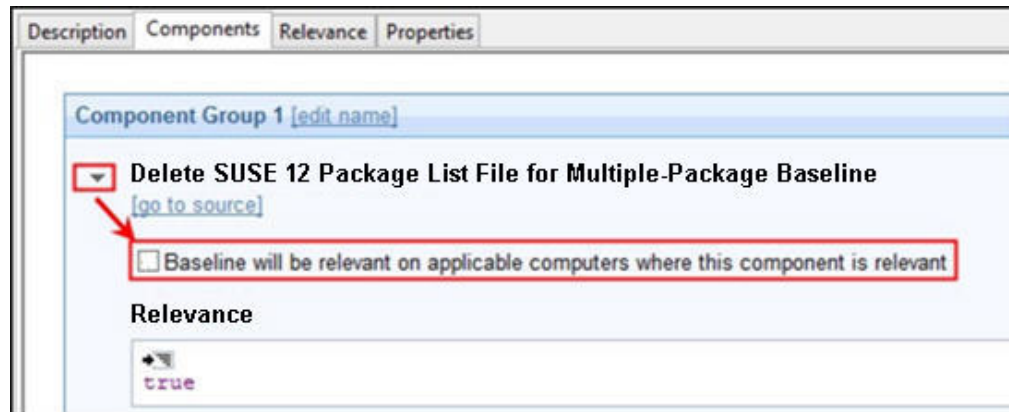 Description Components Relevance Properties
Component Group 1 [edit name]
Delete SUSE 12 Package List File for Multiple-Package Baseline
[go to source]
Baseline will be relevant on applicable computers where this component is relevant
Relevance
true